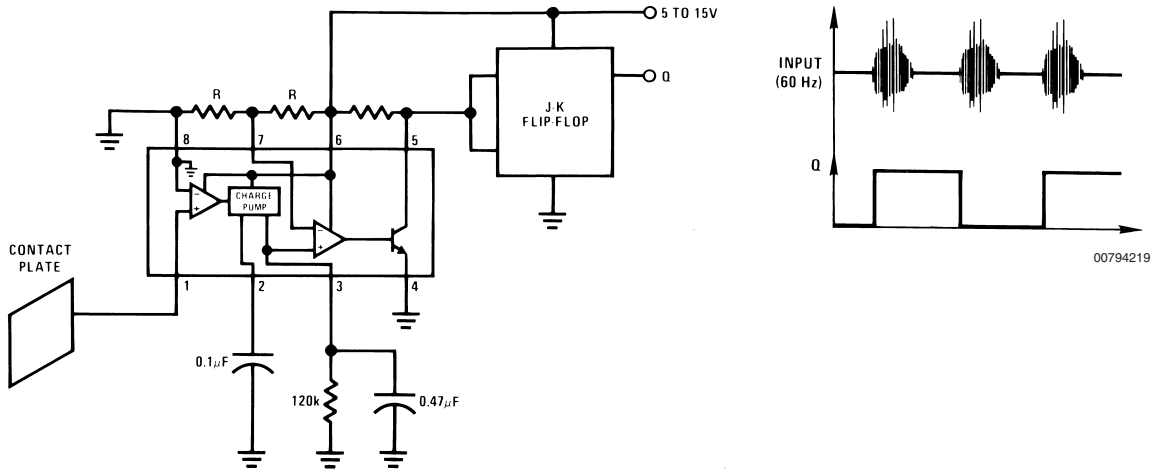 5 TO 15V
Q
J-K
FLIP-FLOP
R
R
8
7
6
5
CHARGE
PUMP
-
+
-
+
CONTACT
PLATE
1
2
3
4
0.1μF
120k
0.47μF
INPUT
(60 Hz)
Q
00794219